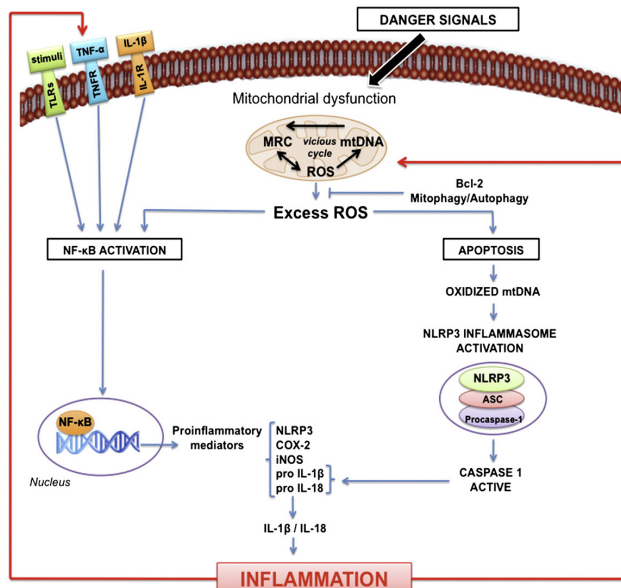 DANGER SIGNALS
stimuli
TNF-α
IL-1β
TLRs
TNFR
IL-1R
Mitochondrial dysfunction
MRC
vicious
cycle
mtDNA
ROS
Bcl-2
Mitophagy/Autophagy
Excess ROS
NF-κB ACTIVATION
APOPTOSIS
OXIDIZED mtDNA
NLRP3 INFLAMMASOME
ACTIVATION
NLRP3
ASC
Procaspase-1
NF-κB
Nucleus
Proinflammatory
mediators
NLRP3
COX-2
iNOS
pro IL-1β
pro IL-18
CASPASE 1
ACTIVE
IL-1β / IL-18
INFLAMMATION